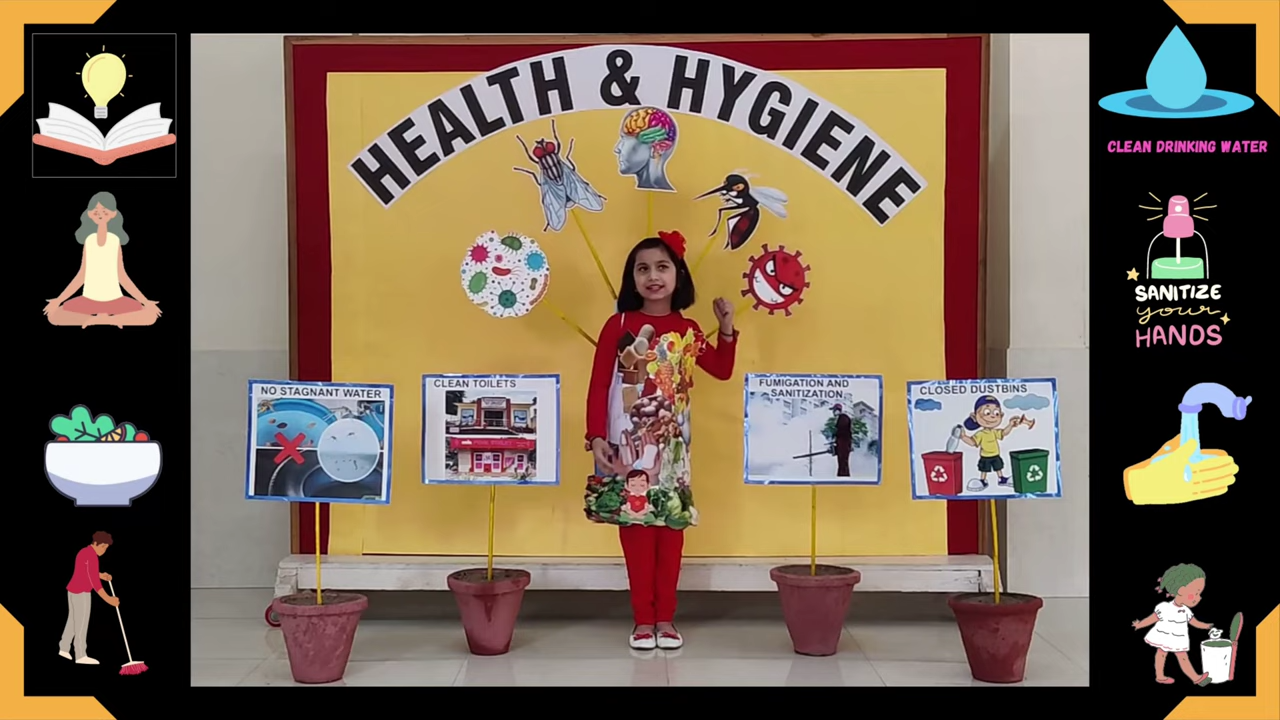 HEALTH & HYGIENE
CLEAN DRINKING WATER
SANITIZE
your
HANDS
NO STAGNANT WATER
CLEAN TOILETS
FUMIGATION AND
SANITIZATION
CLOSED DUSTBINS